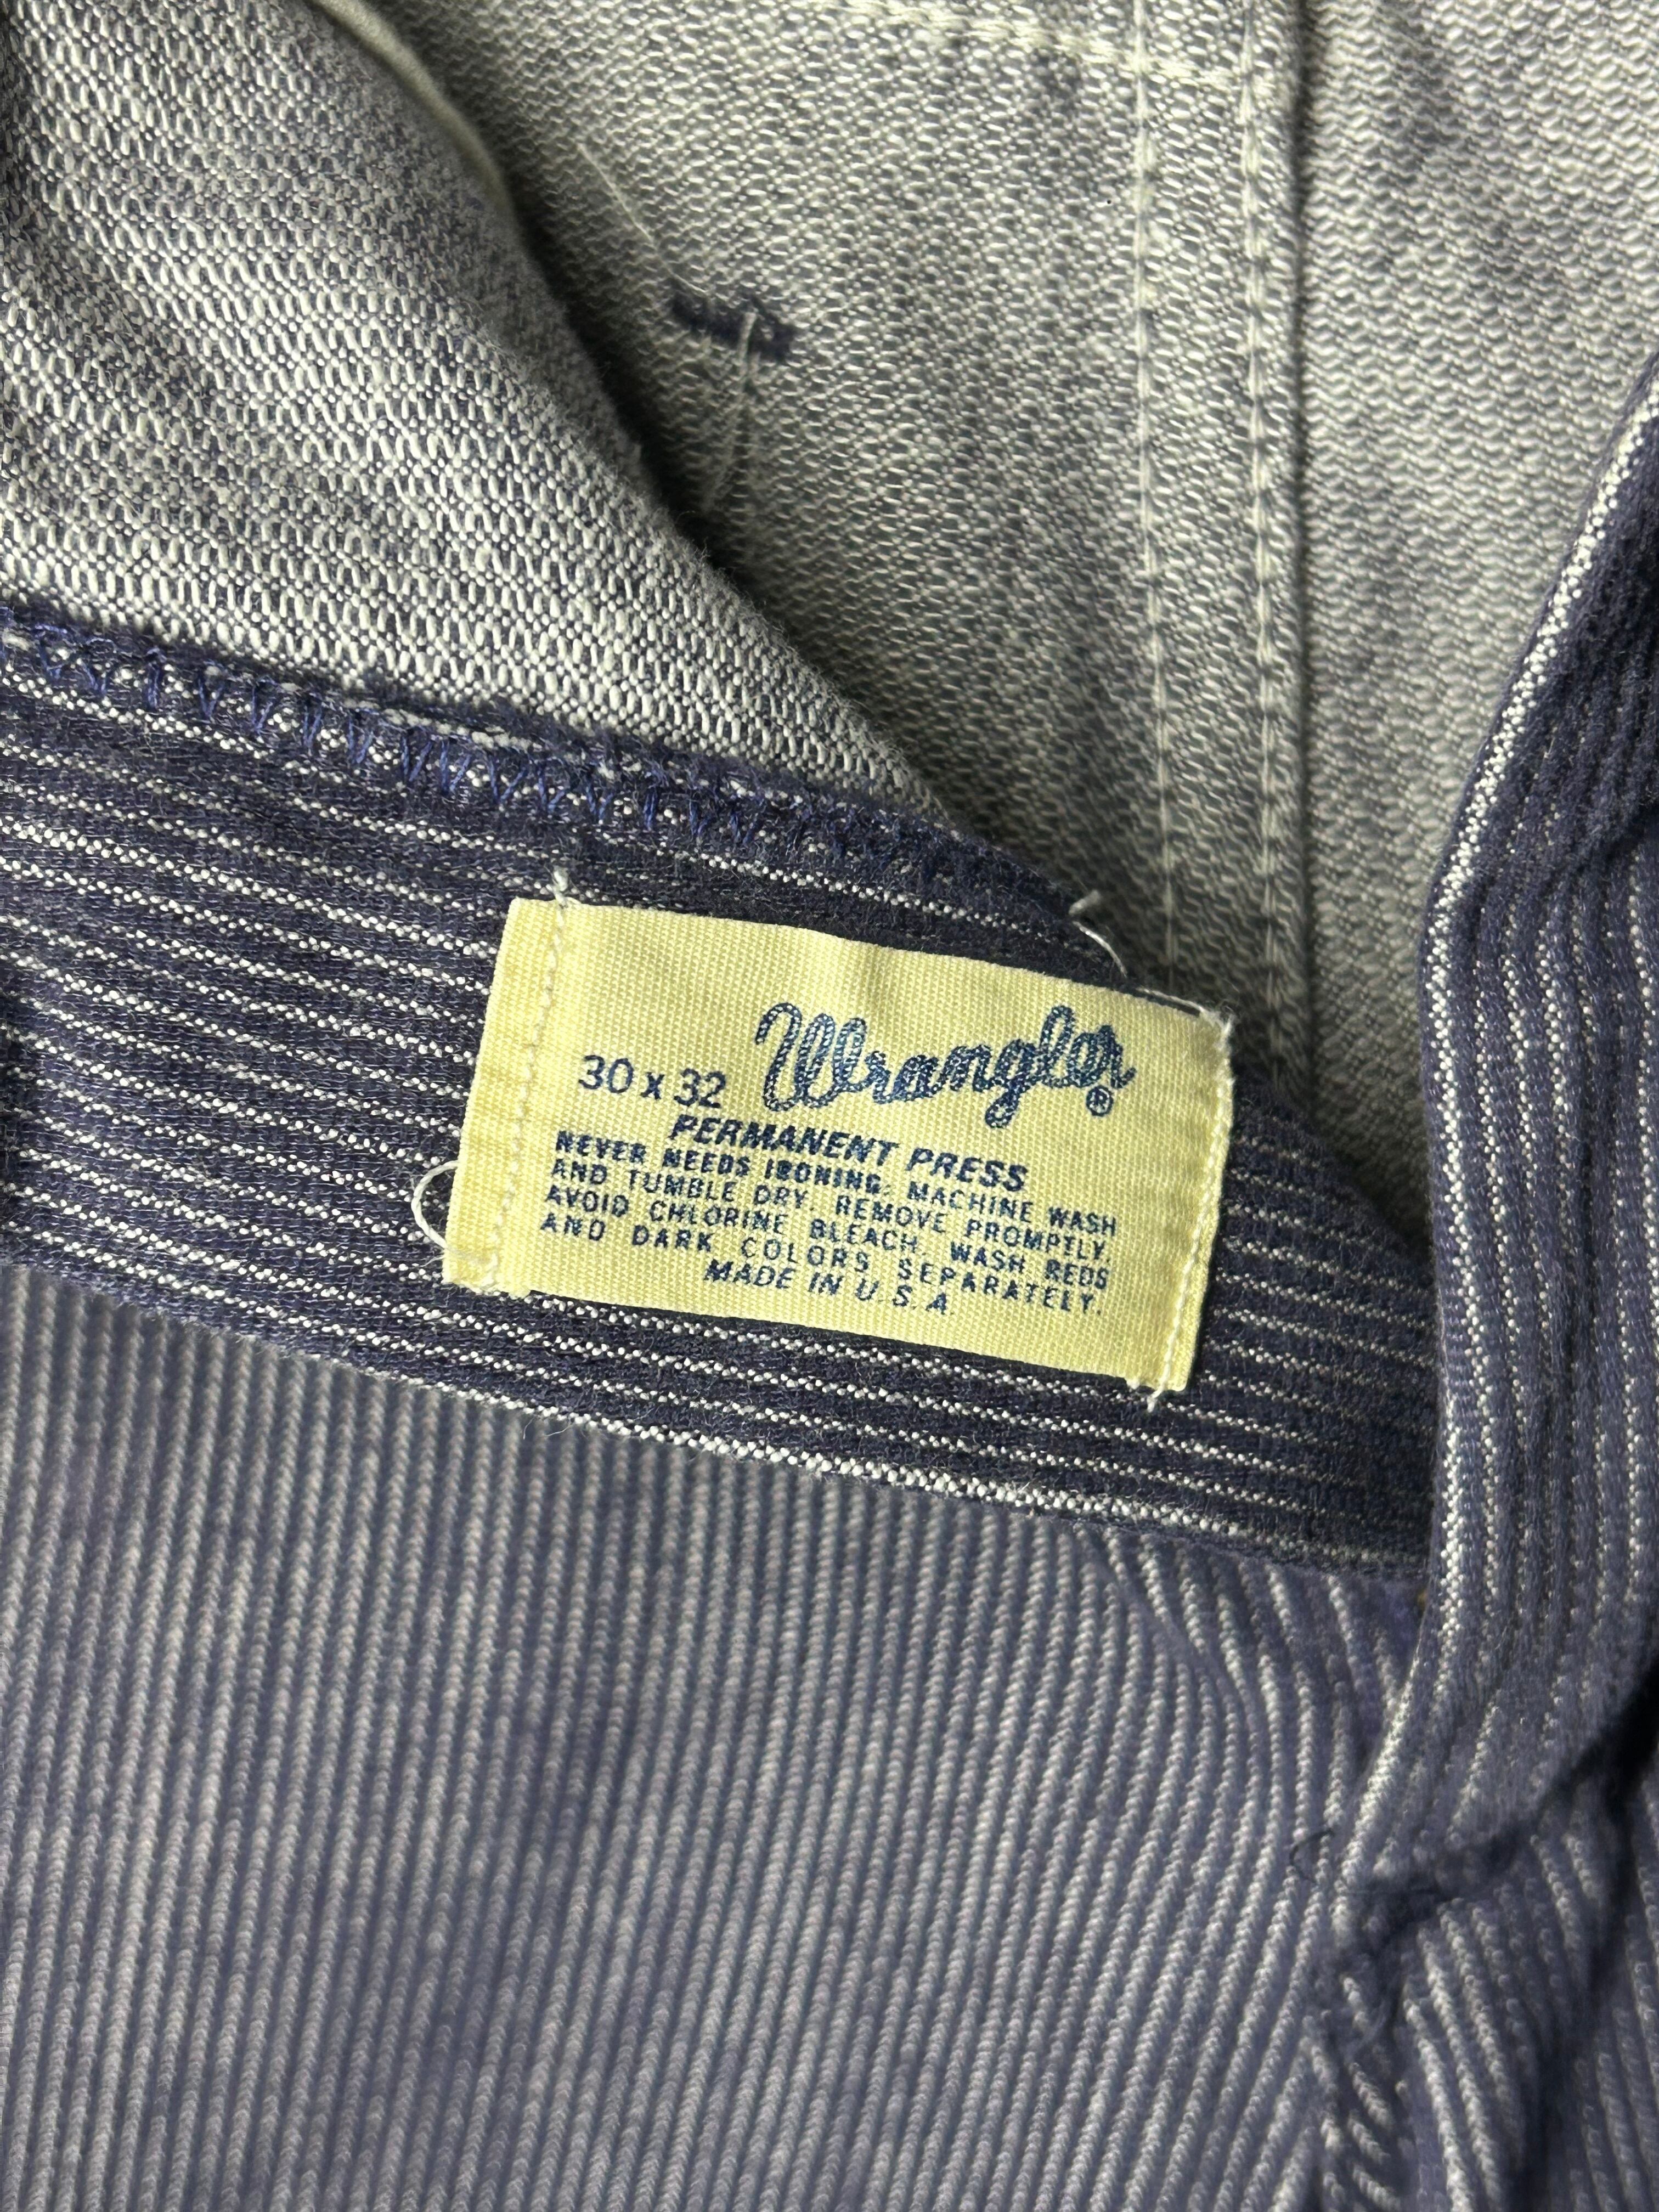 30 x 32 Wrangler®
PERMANENT PRESS
NEVER NEEDS IRONING. MACHINE WASH
AND TUMBLE DRY. REMOVE PROMPTLY.
AVOID CHLORINE BLEACH. WASH REDS
AND DARK COLORS SEPARATELY.
MADE IN U.S.A.